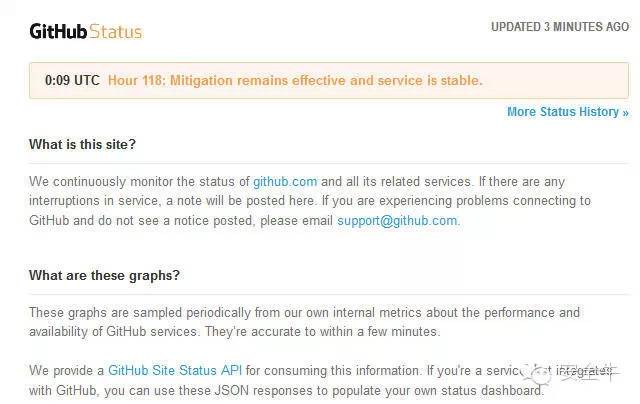 GitHub Status
UPDATED 3 MINUTES AGO
0:09 UTC Hour 118: Mitigation remains effective and service is stable.
More Status History »
What is this site?
We continuously monitor the status of github.com and all its related services. If there are any
interruptions in service, a note will be posted here. If you are experiencing problems connecting to
GitHub and do not see a notice posted, please email support@github.com.
What are these graphs?
These graphs are sampled periodically from our own internal metrics about the performance and
availability of GitHub services. They're accurate to within a few minutes.
We provide a GitHub Site Status API for consuming this information. If you're a service integrated
with GitHub, you can use these JSON responses to populate your own status dashboard.
安全牛